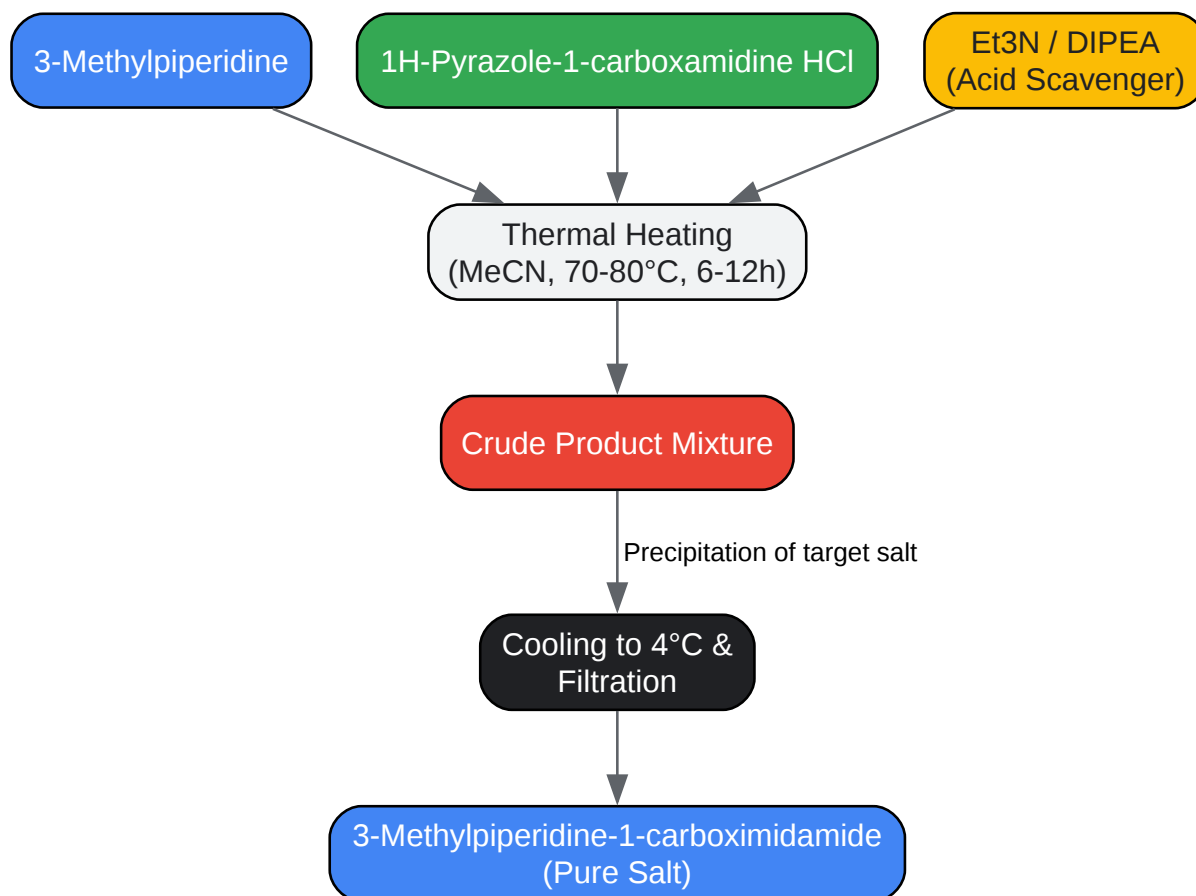 3-Methylpiperidine
1H-Pyrazole-1-carboxamidine HCl
Et3N / DIPEA
(Acid Scavenger)
Thermal Heating
(MeCN, 70-80°C, 6-12h)
Crude Product Mixture
Precipitation of target salt
Cooling to 4°C &
Filtration
3-Methylpiperidine-1-carboximidamide
(Pure Salt)